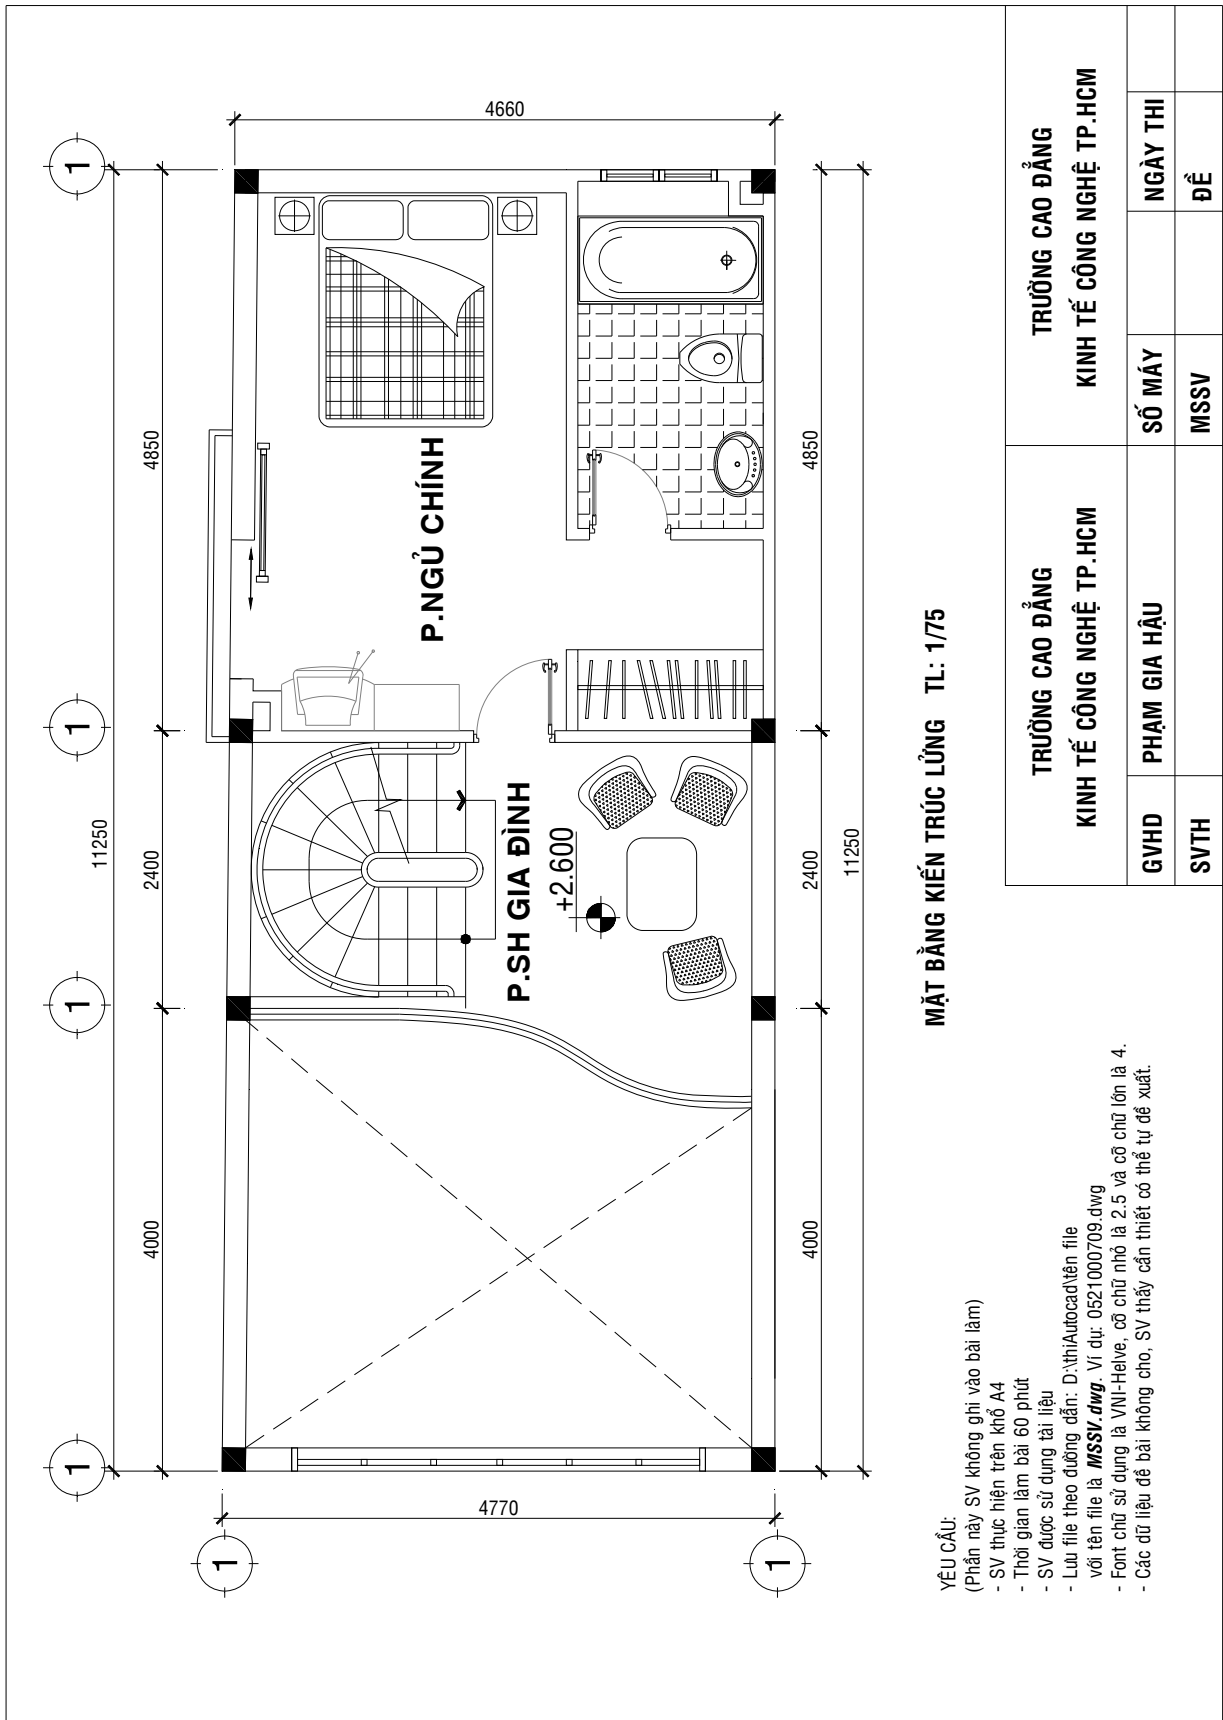 1
1
1
1
11250
4000
2400
4850
4770
4660
P.NGỦ CHÍNH
P.SH GIA ĐÌNH
+2.600
4000
2400
4850
11250
1
1
MẶT BẰNG KIẾN TRÚC LỬNG TL: 1/75
YÊU CẦU:
(Phần này SV không ghi vào bài làm)
- SV thực hiện trên khổ A4
- Thời gian làm bài 60 phút
- SV được sử dụng tài liệu
- Lưu file theo đường dẫn: D:\thiAutocad\tên file
với tên file là MSSV.dwg. Ví dụ: 0521000709.dwg
- Font chữ sử dụng là VNI-Helve, cỡ chữ nhỏ là 2.5 và cỡ chữ lớn là 4.
- Các dữ liệu đề bài không cho, SV thấy cần thiết có thể tự đề xuất.
TRƯỜNG CAO ĐẲNG
KINH TẾ CÔNG NGHỆ TP.HCM
TRƯỜNG CAO ĐẲNG
KINH TẾ CÔNG NGHỆ TP.HCM
GVHD PHẠM GIA HẬU SỐ MÁY NGÀY THI
SVTH MSSV ĐỀ